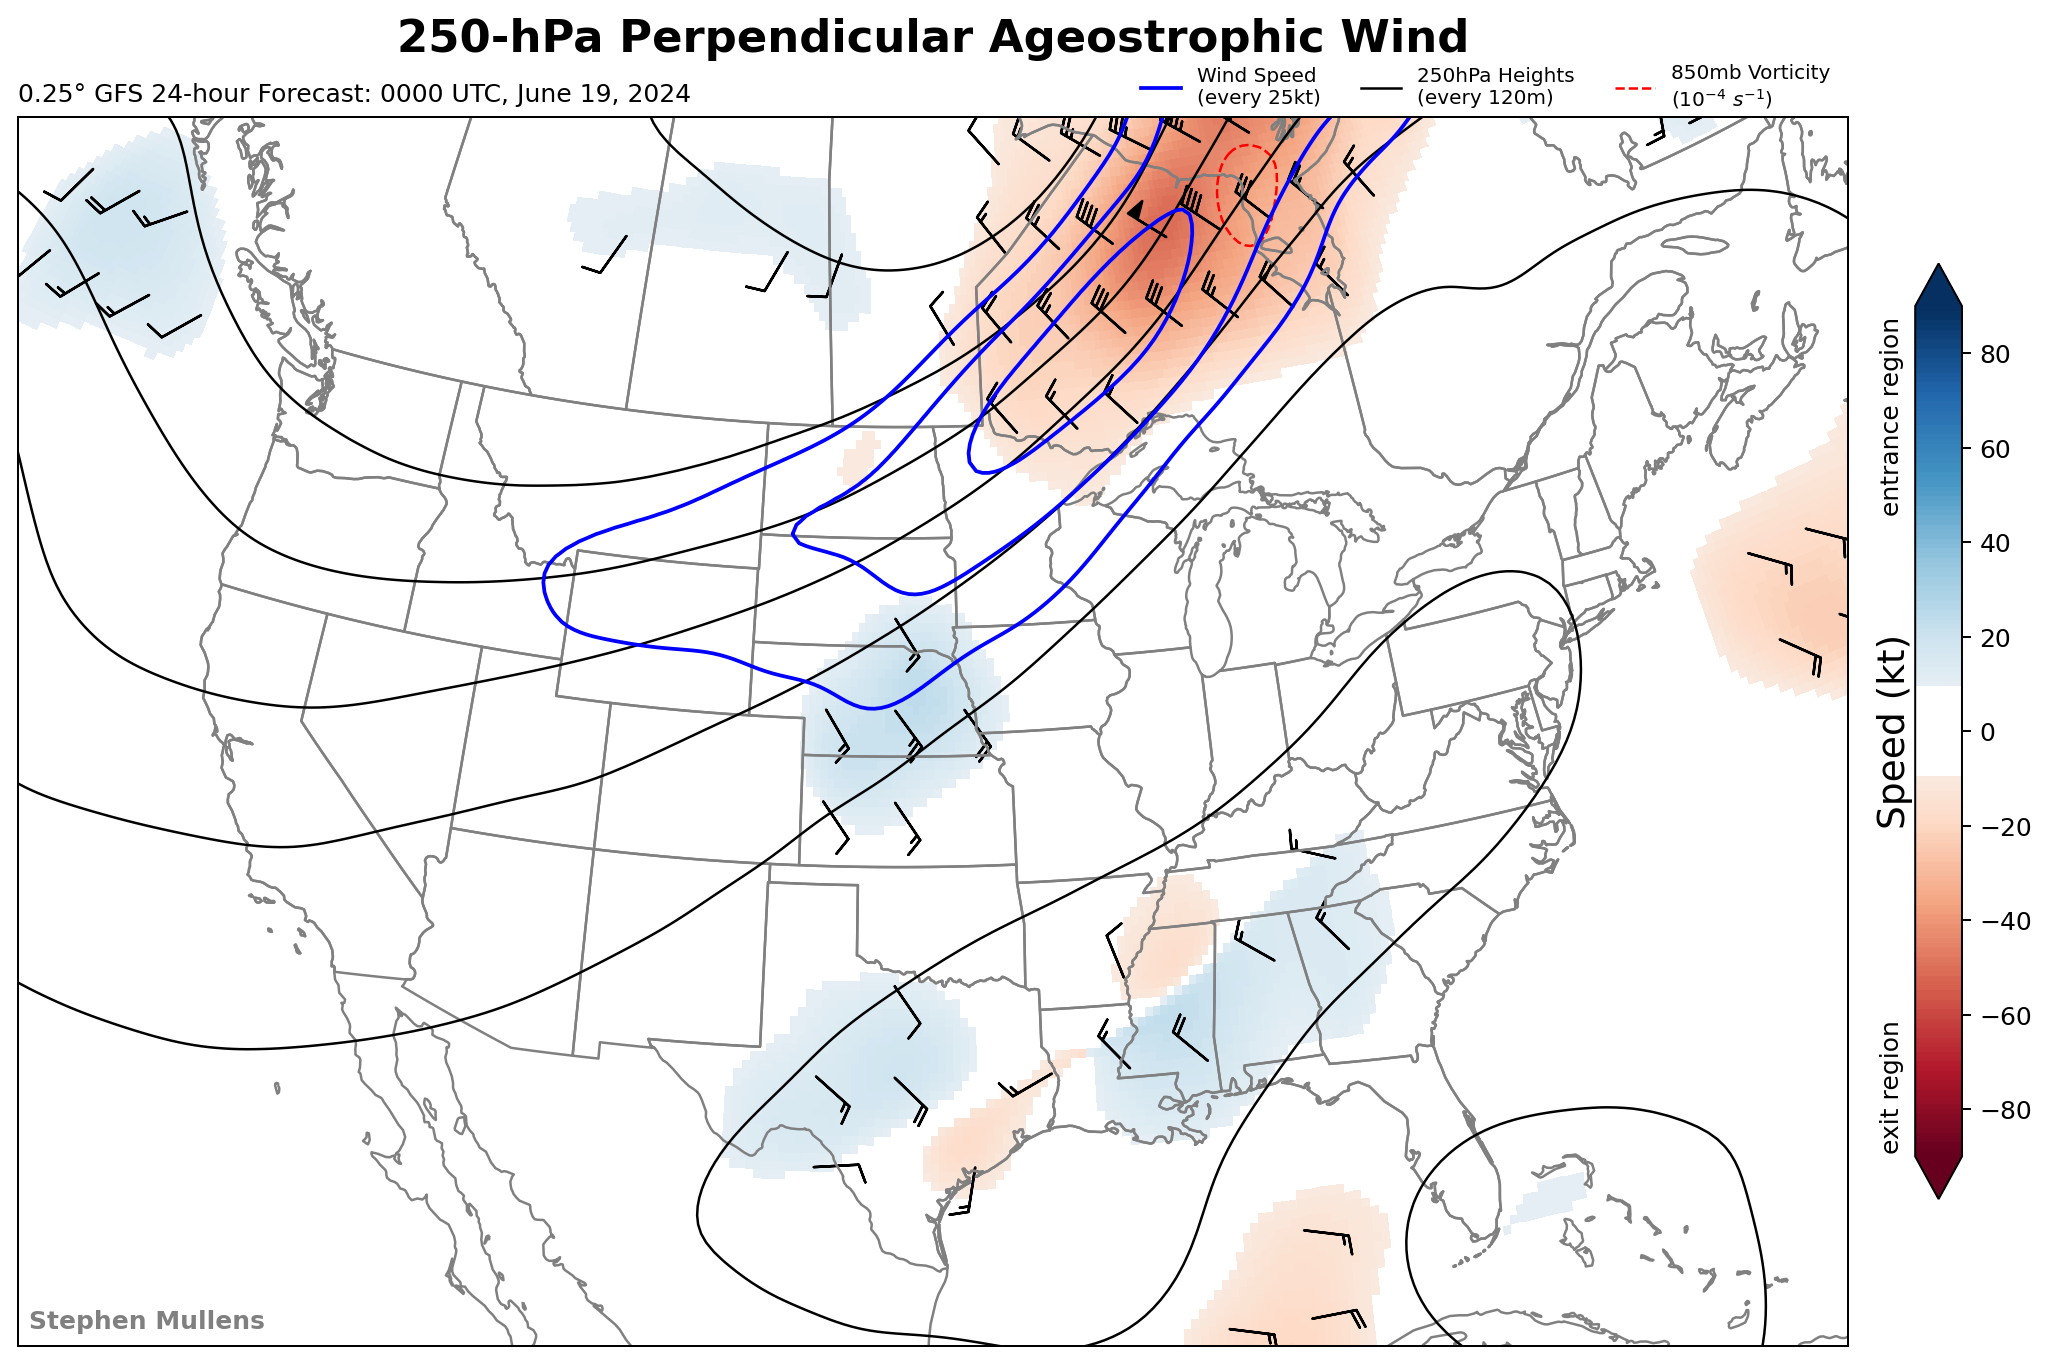 250-hPa Perpendicular Ageostrophic Wind
0.25° GFS 24-hour Forecast: 0000 UTC, June 19, 2024
Wind Speed
(every 25kt)
250hPa Heights
(every 120m)
850mb Vorticity
(10⁻⁴ s⁻¹)
entrance region
Speed (kt)
exit region
80
60
40
20
0
−20
−40
−60
−80
Stephen Mullens